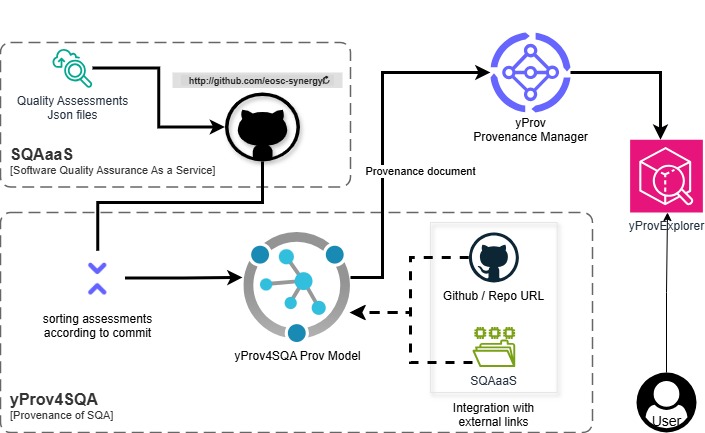 http://github.com/eosc-synergy
Quality Assessments
Json files
SQAaaS
[Software Quality Assurance As a Service]
yProv
Provenance Manager
Provenance document
yProvExplorer
sorting assessments
according to commit
yProv4SQA Prov Model
Github / Repo URL
SQAaaS
Integration with
external links
yProv4SQA
[Provenance of SQA]
User